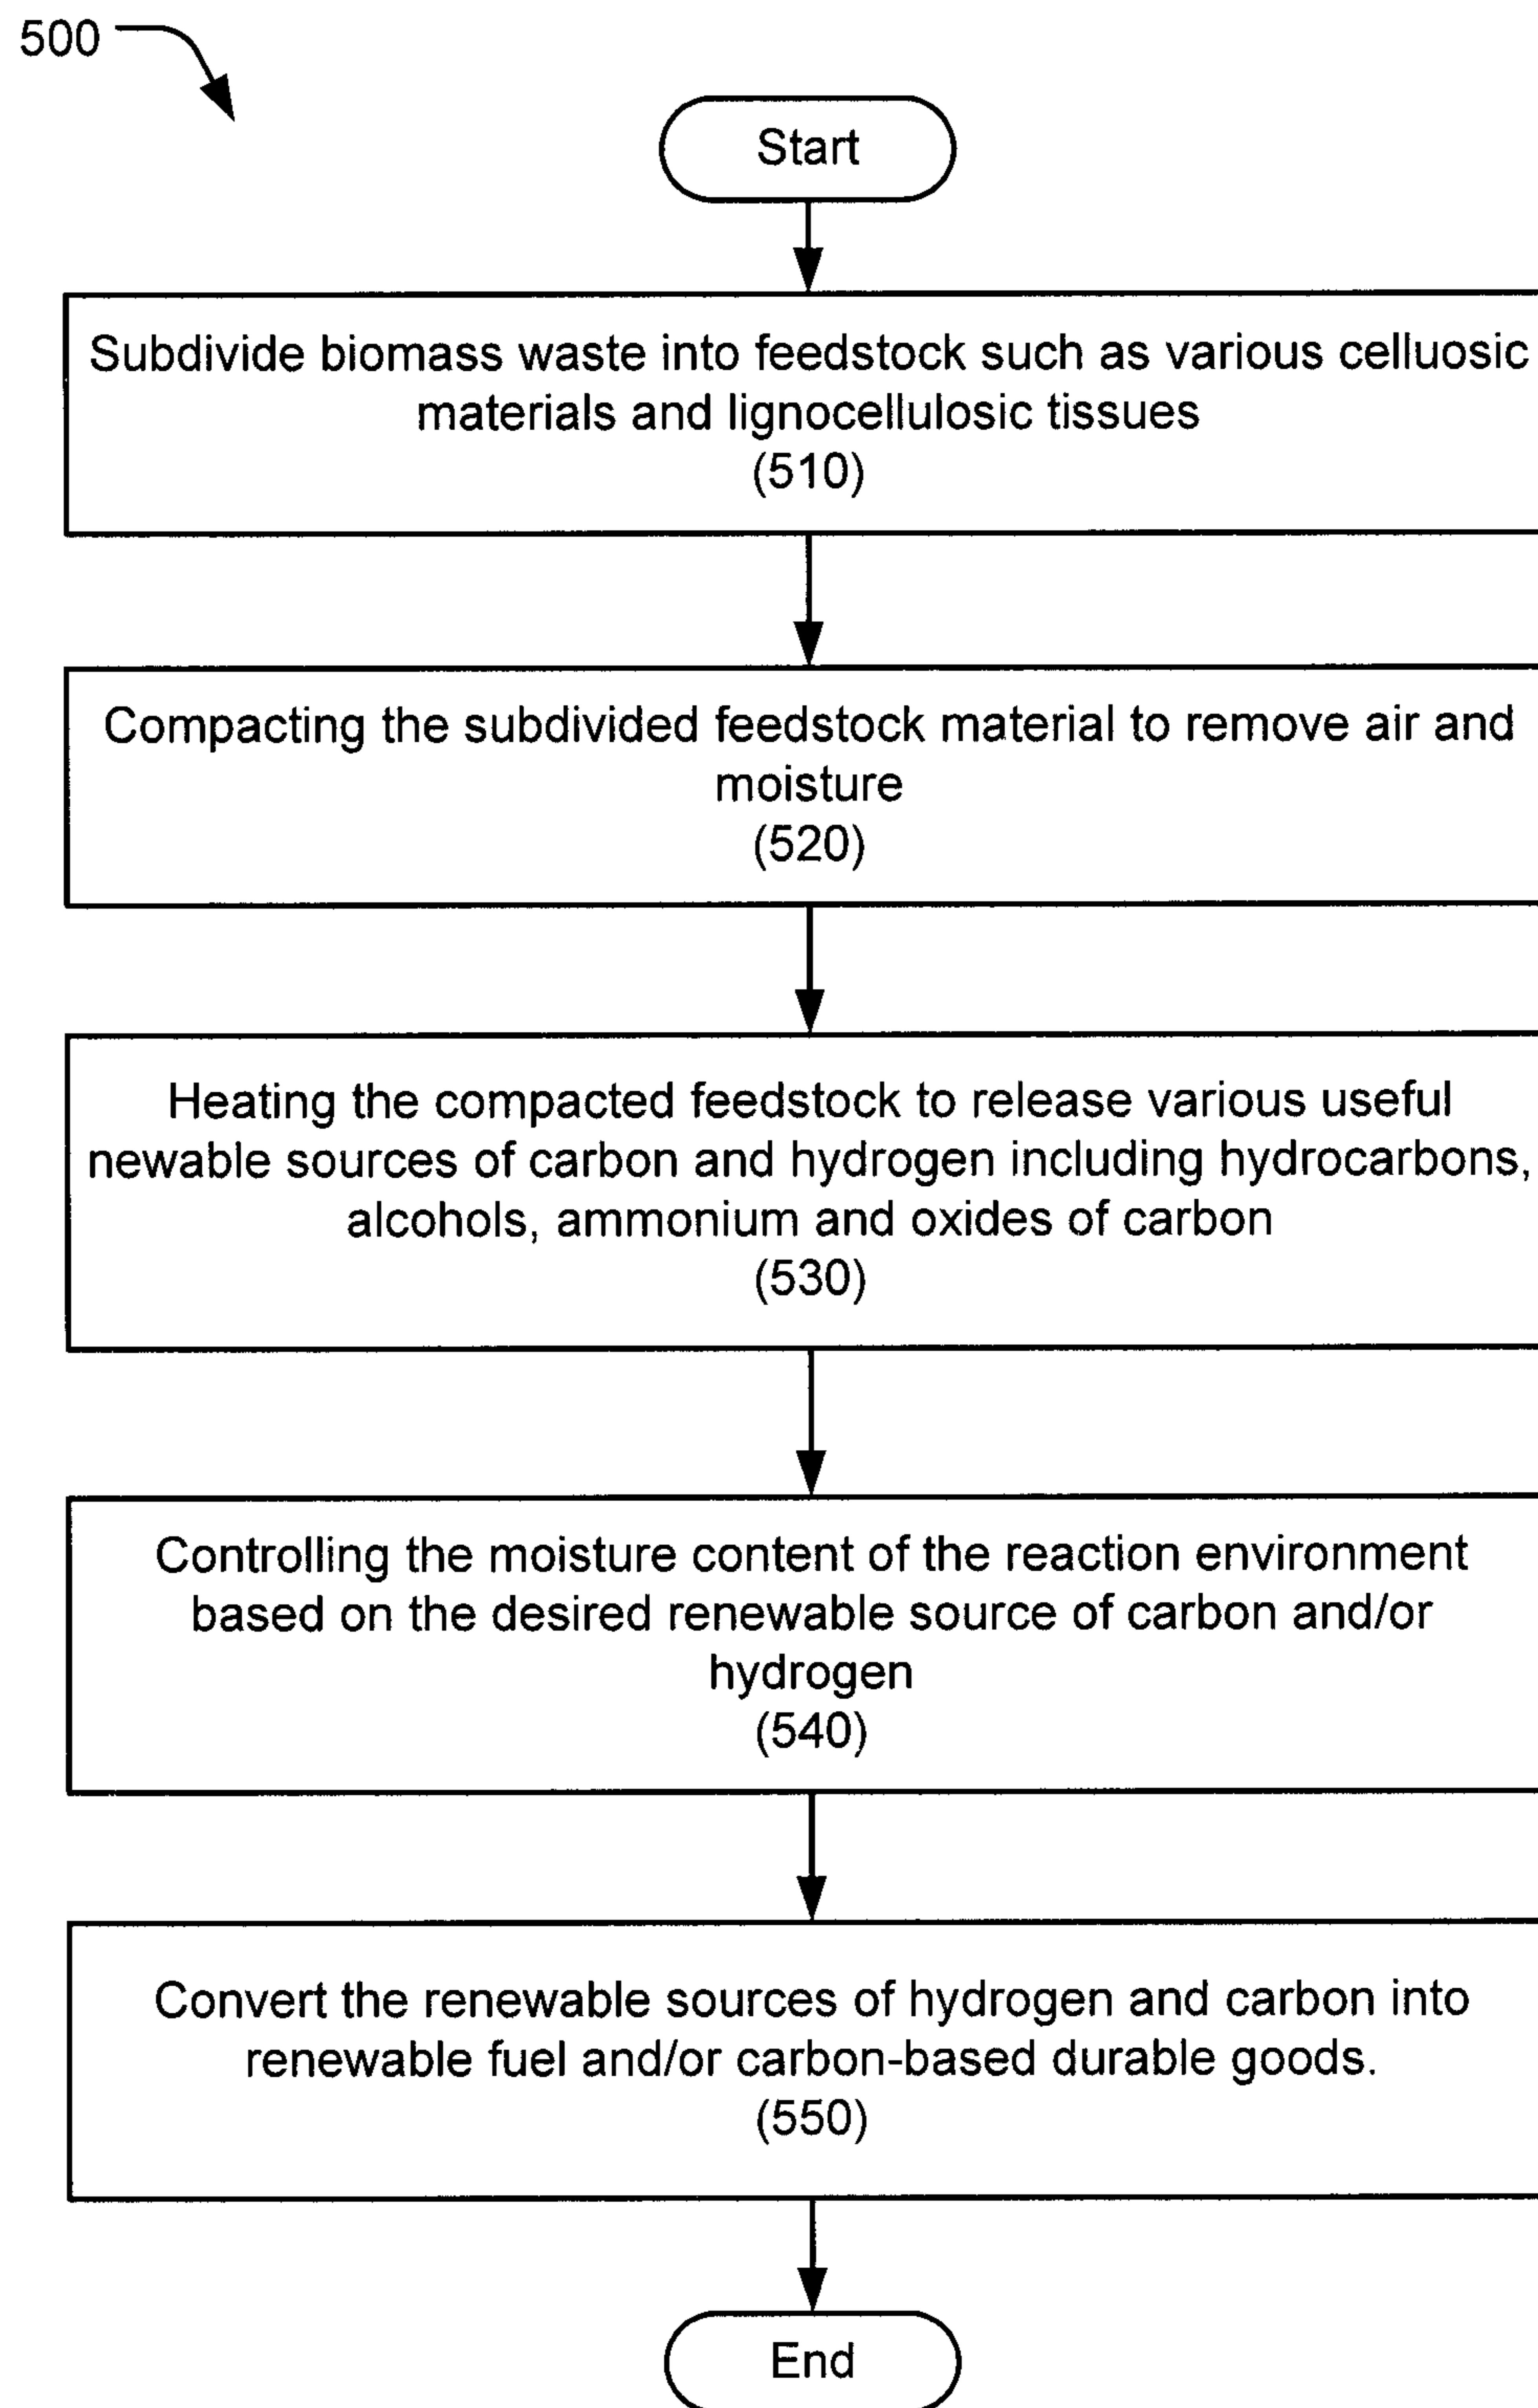 500
Start
Subdivide biomass waste into feedstock such as various celluosic
materials and lignocellulosic tissues
(510)
Compacting the subdivided feedstock material to remove air and
moisture
(520)
Heating the compacted feedstock to release various useful
newable sources of carbon and hydrogen including hydrocarbons,
alcohols, ammonium and oxides of carbon
(530)
Controlling the moisture content of the reaction environment
based on the desired renewable source of carbon and/or
hydrogen
(540)
Convert the renewable sources of hydrogen and carbon into
renewable fuel and/or carbon-based durable goods.
(550)
End